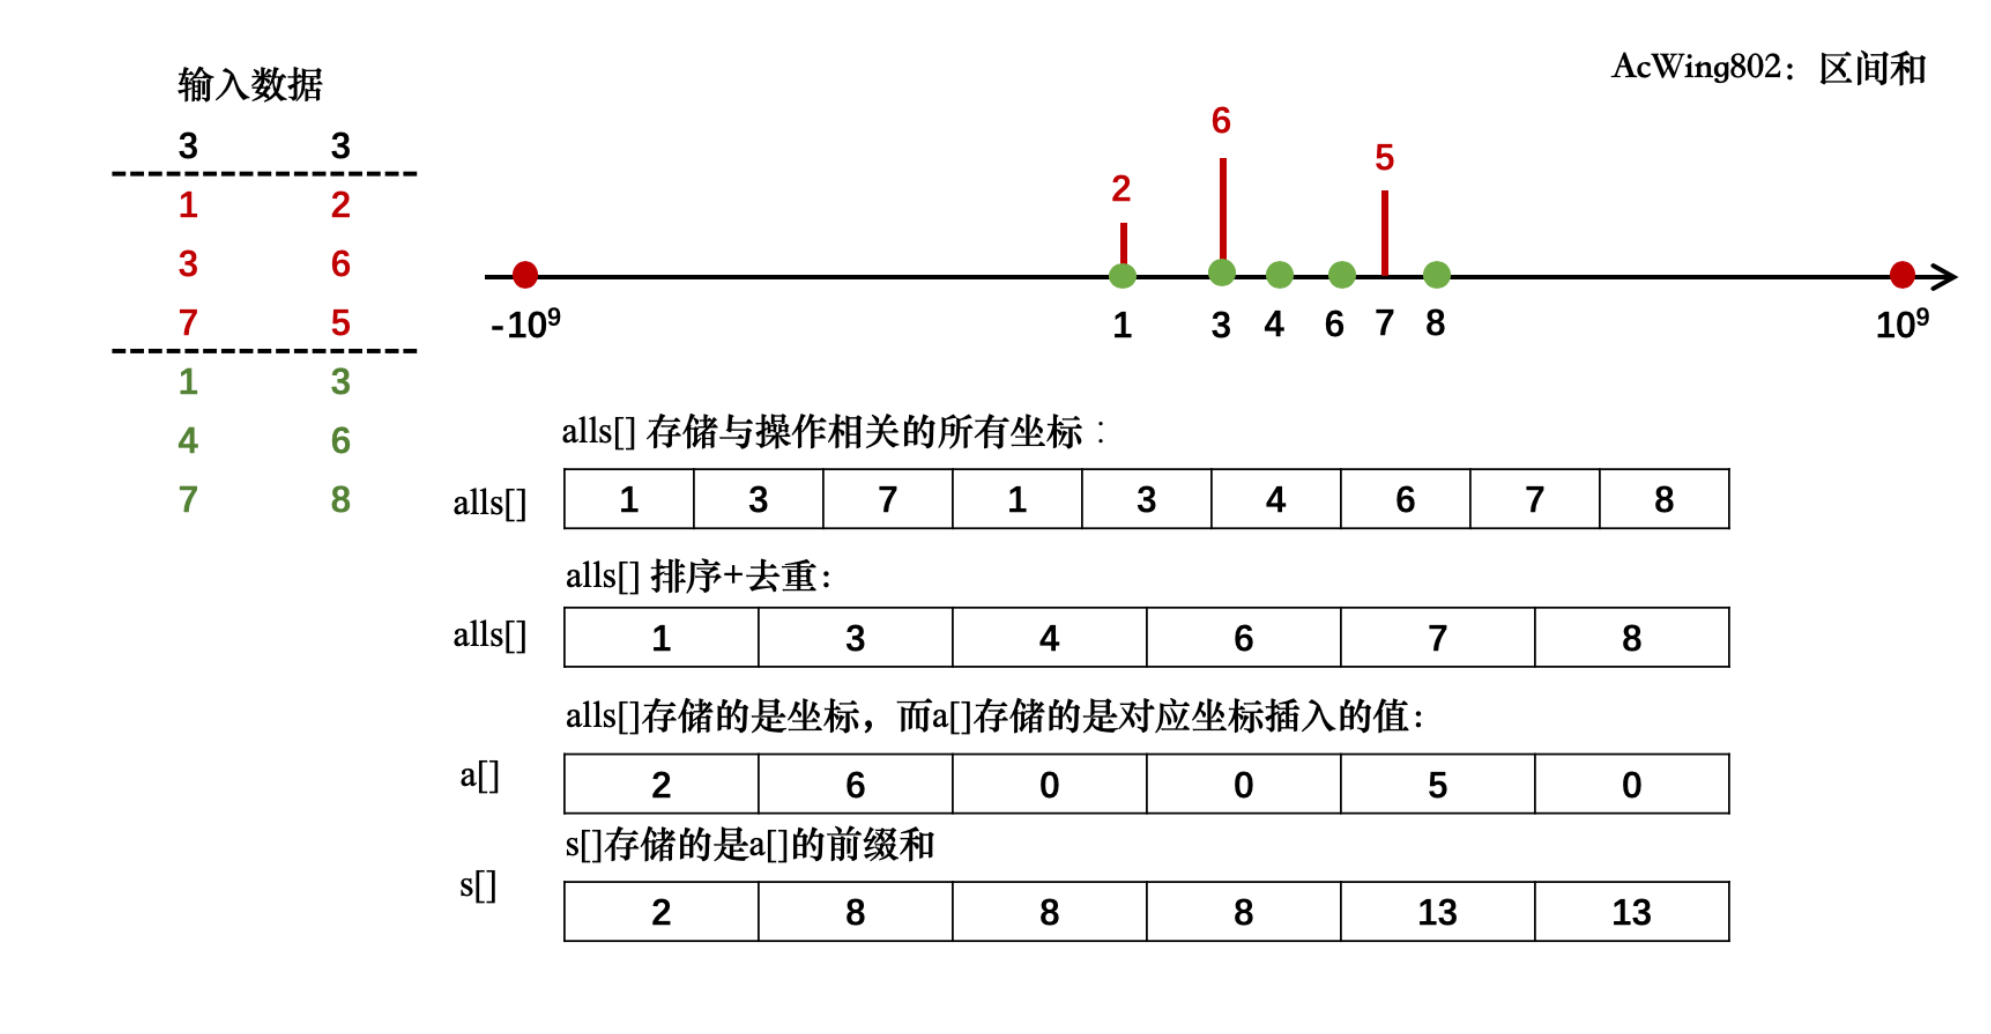 AcWing802：区间和
输入数据
3 3
1 2
3 6
7 5
1 3
4 6
7 8
2 6 5
-10⁹ 1 3 4 6 7 8 10⁹
alls[] 存储与操作相关的所有坐标：
alls[] 1 3 7 1 3 4 6 7 8
alls[] 排序+去重：
alls[] 1 3 4 6 7 8
alls[]存储的是坐标，而a[]存储的是对应坐标插入的值：
a[] 2 6 0 0 5 0
s[]存储的是a[]的前缀和
s[] 2 8 8 8 13 13